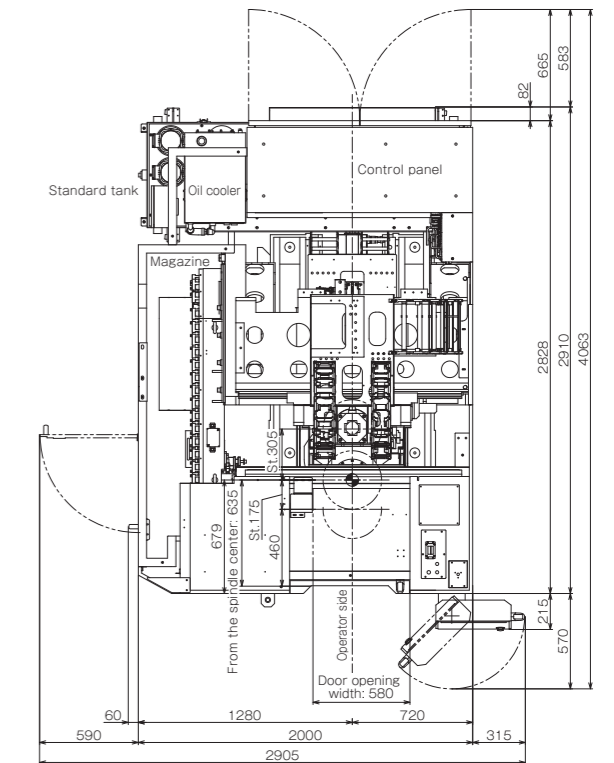 665
583
82
Control panel
Standard tank
Oil cooler
Magazine
2828
2910
4063
St.305
679
From the spindle center: 635
St.175
460
Operator side
215
570
Door opening
width: 580
60
1280
720
590
2000
315
2905